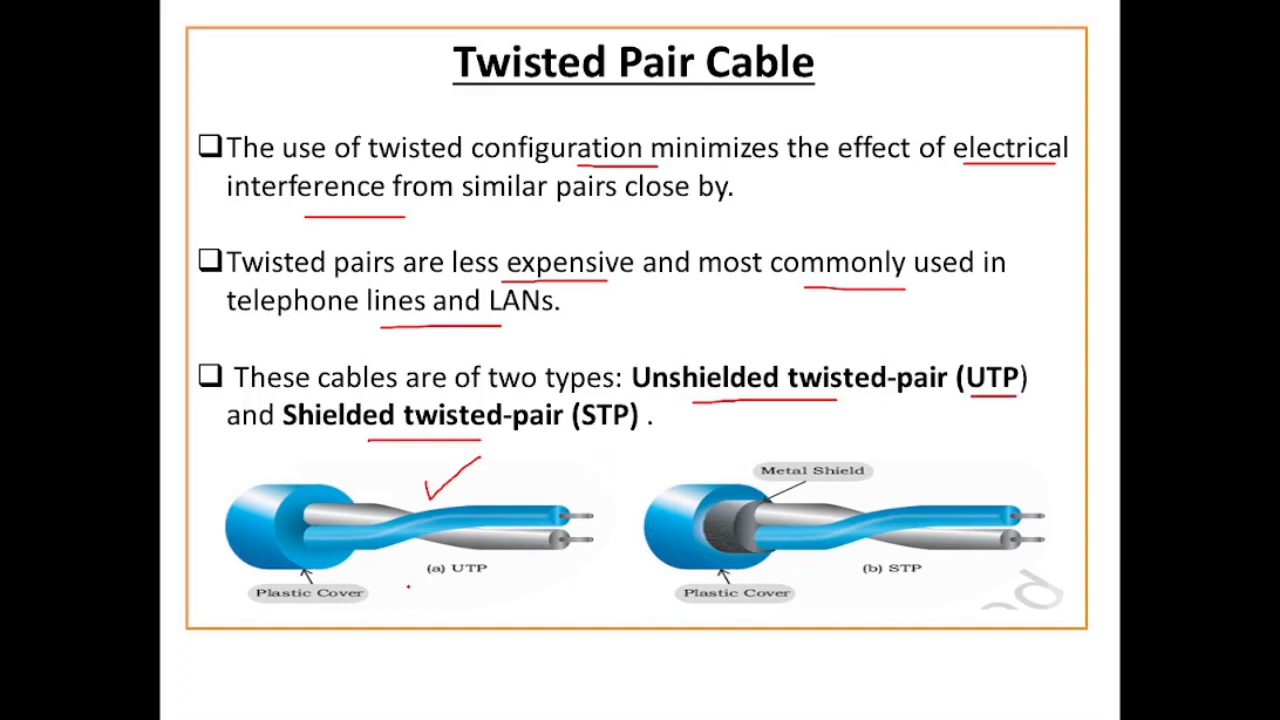 Twisted Pair Cable
❑The use of twisted configuration minimizes the effect of electrical
interference from similar pairs close by.
❑Twisted pairs are less expensive and most commonly used in
telephone lines and LANs.
❑ These cables are of two types: Unshielded twisted-pair (UTP)
and Shielded twisted-pair (STP) .
Metal Shield
(a) UTP
(b) STP
Plastic Cover
Plastic Cover